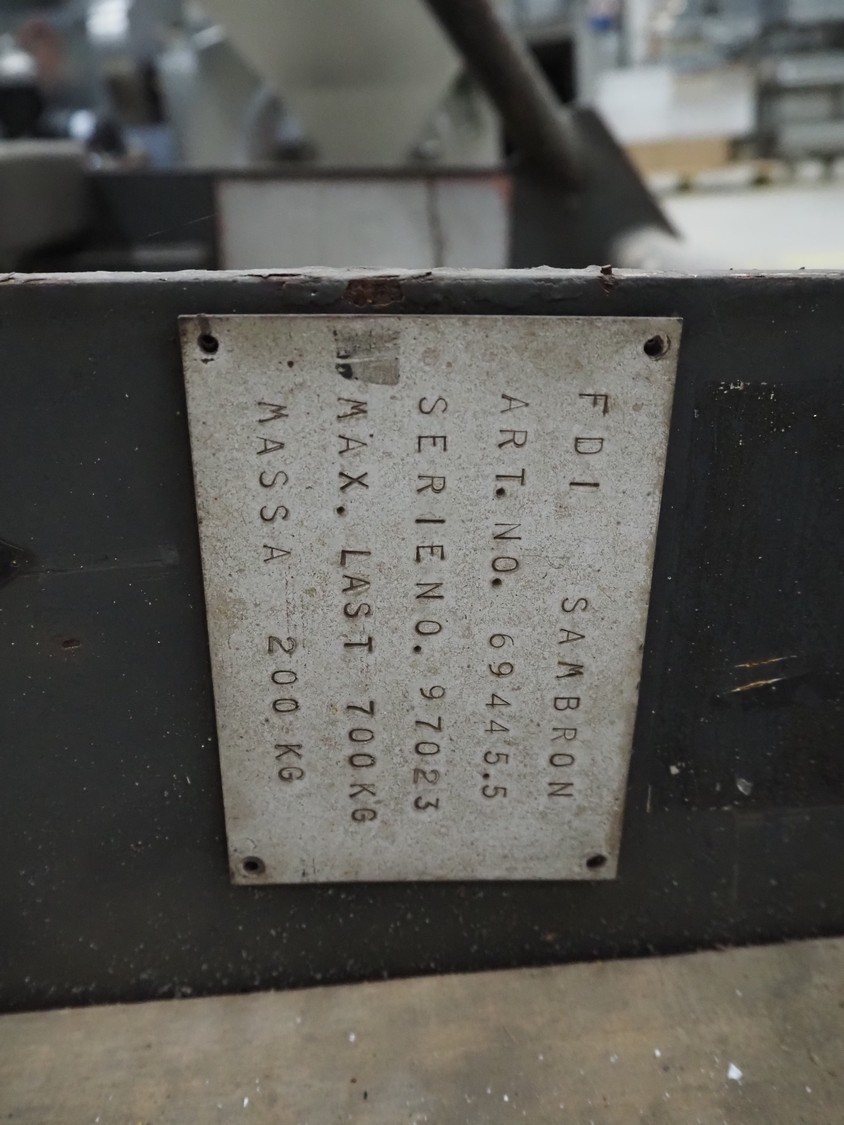 FDI SAMBRON
ART.NO. 69445.5
SERIENO. 97023
MAX. LAST 700KG
MASSA 200 KG